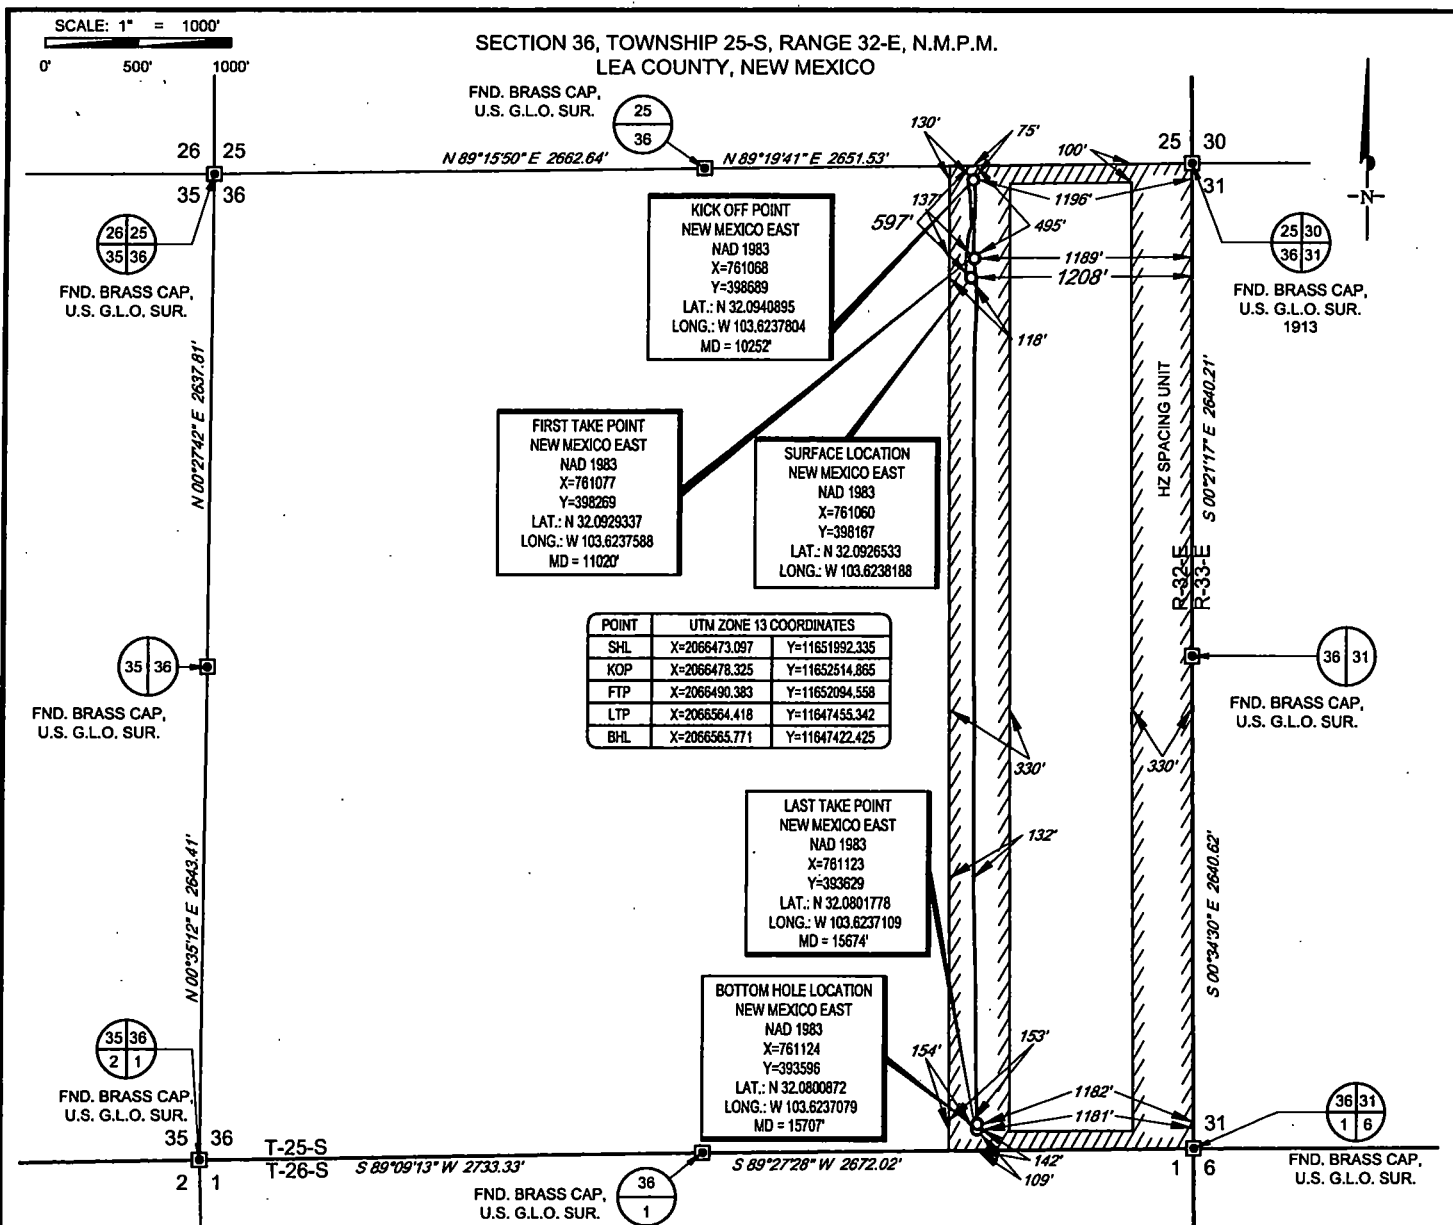 SCALE: 1" = 1000'
0' 500' 1000'
SECTION 36, TOWNSHIP 25-S, RANGE 32-E, N.M.P.M.
LEA COUNTY, NEW MEXICO
FND. BRASS CAP,
U.S. G.L.O. SUR.
25
36
130'
75'
100'
26 25
35 36
N 89°15'50" E 2662.64'
N 89°19'41" E 2651.53'
25 30
31
-N-
26 25
35 36
FND. BRASS CAP,
U.S. G.L.O. SUR.
KICK OFF POINT
NEW MEXICO EAST
NAD 1983
X=761068
Y=398689
LAT.: N 32.0940895
LONG.: W 103.6237804
MD = 10252'
137'
597'
1196'
495'
1189'
1208'
118'
25 30
36 31
FND. BRASS CAP,
U.S. G.L.O. SUR.
1913
N 00°27'42" E 2637.81'
HZ SPACING UNIT
S 00°21'17" E 2640.21'
FIRST TAKE POINT
NEW MEXICO EAST
NAD 1983
X=761077
Y=398269
LAT.: N 32.0929337
LONG.: W 103.6237588
MD = 11020'
SURFACE LOCATION
NEW MEXICO EAST
NAD 1983
X=761060
Y=398167
LAT.: N 32.0926533
LONG.: W 103.6238188
R-32-E
R-33-E
POINT UTM ZONE 13 COORDINATES
SHL X=2066473.097 Y=11651992.335
KOP X=2066478.325 Y=11652514.865
FTP X=2066490.383 Y=11652094.558
LTP X=2066564.418 Y=11647455.342
BHL X=2066565.771 Y=11647422.425
35 36
FND. BRASS CAP,
U.S. G.L.O. SUR.
36 31
FND. BRASS CAP,
U.S. G.L.O. SUR.
330'
330'
LAST TAKE POINT
NEW MEXICO EAST
NAD 1983
X=761123
Y=393629
LAT.: N 32.0801778
LONG.: W 103.6237109
MD = 15674'
132'
N 00°35'12" E 2643.41'
S 00°34'30" E 2640.62'
BOTTOM HOLE LOCATION
NEW MEXICO EAST
NAD 1983
X=761124
Y=393596
LAT.: N 32.0800872
LONG.: W 103.6237079
MD = 15707'
154'
153'
1182'
1181'
142'
109'
35 36
2 1
FND. BRASS CAP,
U.S. G.L.O. SUR.
36 31
1 6
FND. BRASS CAP,
U.S. G.L.O. SUR.
35 36
2 1
T-25-S
T-26-S
S 89°09'13" W 2733.33'
S 89°27'28" W 2672.02'
31
1 6
FND. BRASS CAP,
U.S. G.L.O. SUR.
36
1